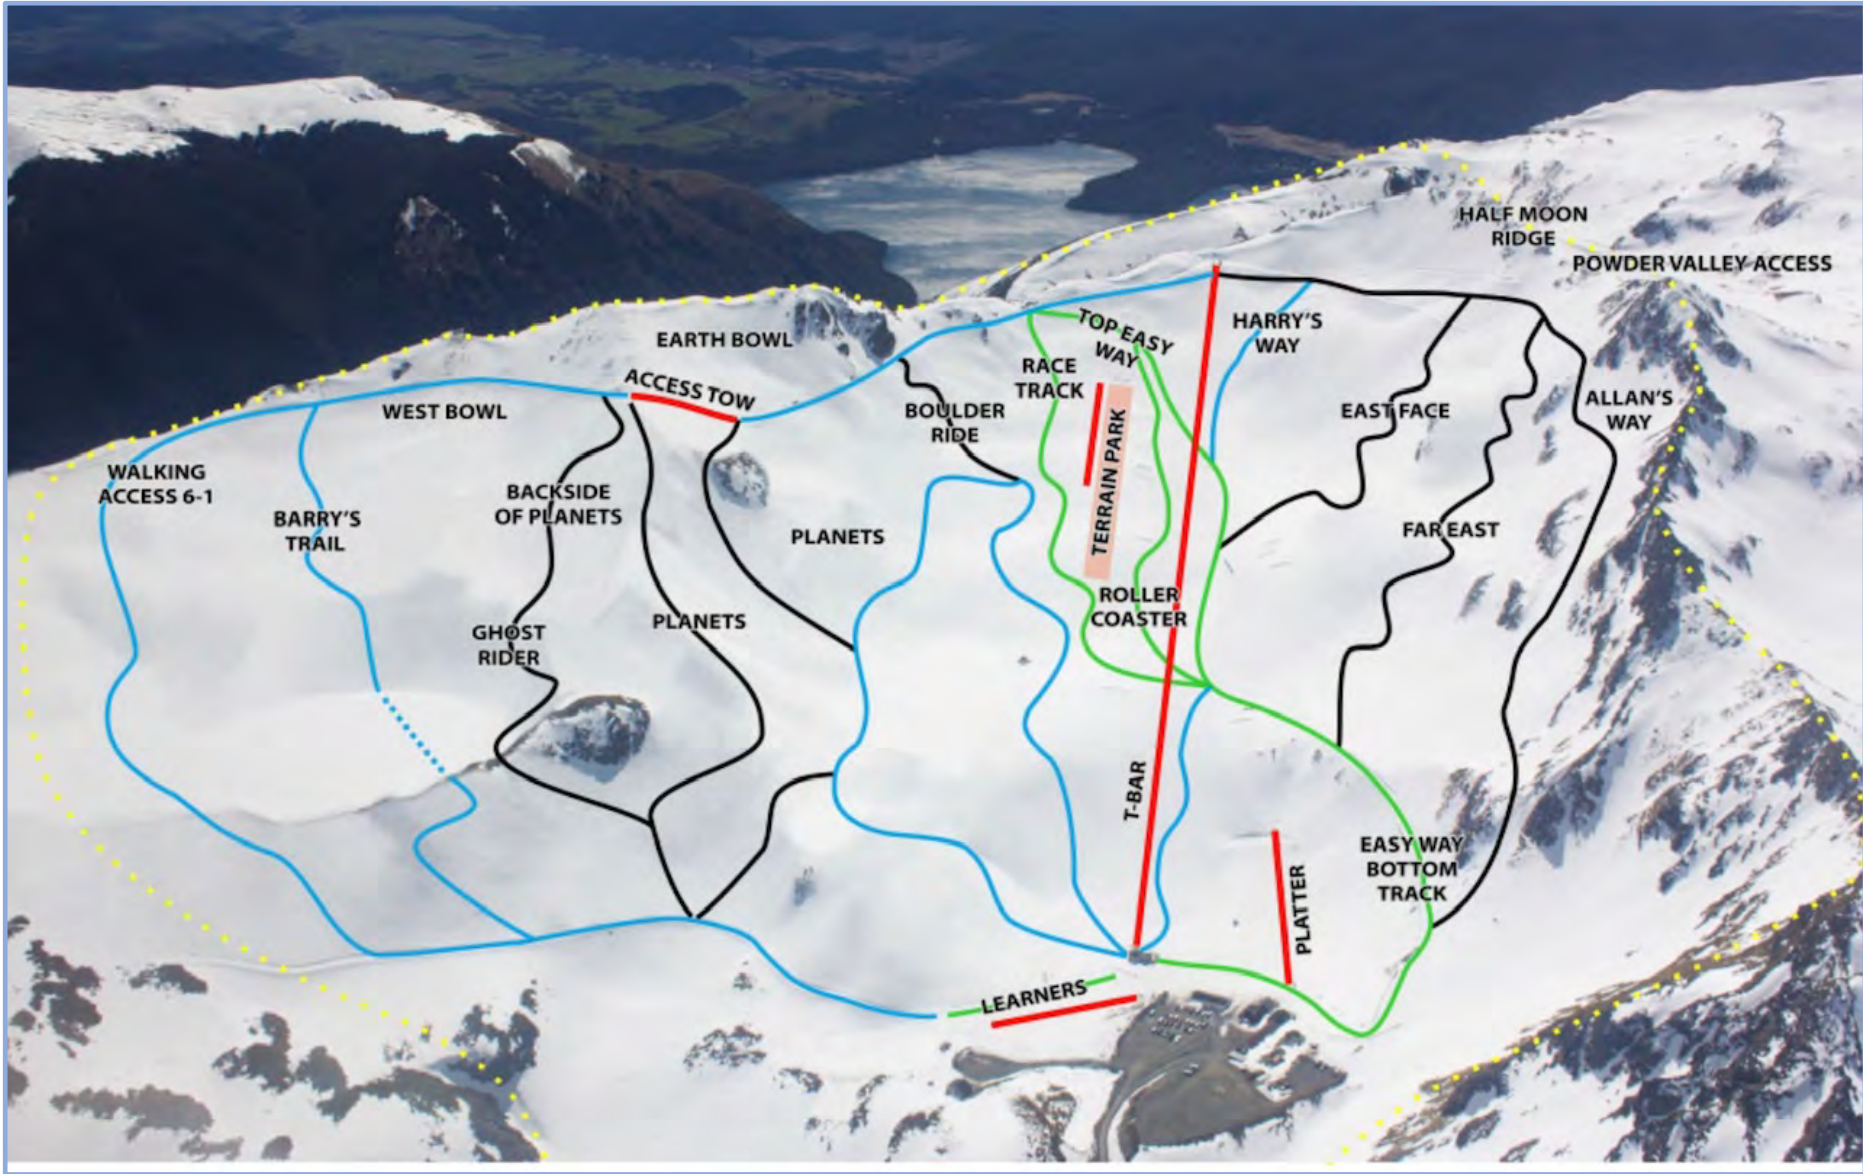 HALF MOON
RIDGE
POWDER VALLEY ACCESS
EARTH BOWL
TOP EASY
WAY
HARRY'S
WAY
ACCESS TOW
RACE
TRACK
WEST BOWL
BOULDER
RIDE
EAST FACE
ALLAN'S
WAY
TERRAIN PARK
WALKING
ACCESS 6-1
BARRY'S
TRAIL
BACKSIDE
OF PLANETS
PLANETS
FAR EAST
GHOST
RIDER
PLANETS
ROLLER
COASTER
T-BAR
EASY WAY
BOTTOM
TRACK
PLATTER
LEARNERS